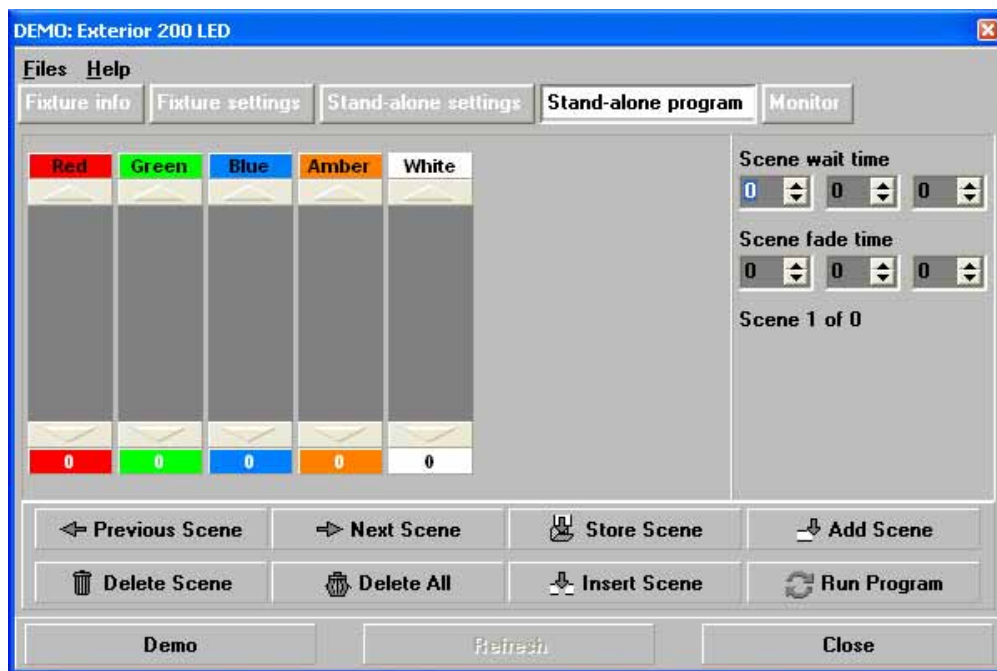 DEMO: Exterior 200 LED
Files Help
Fixture info Fixture settings Stand-alone settings Stand-alone program Monitor
Red Green Blue Amber White
0 0 0 0 0
Scene wait time
0 0 0
Scene fade time
0 0 0
Scene 1 of 0
Previous Scene Next Scene Store Scene Add Scene
Delete Scene Delete All Insert Scene Run Program
Demo Refresh Close